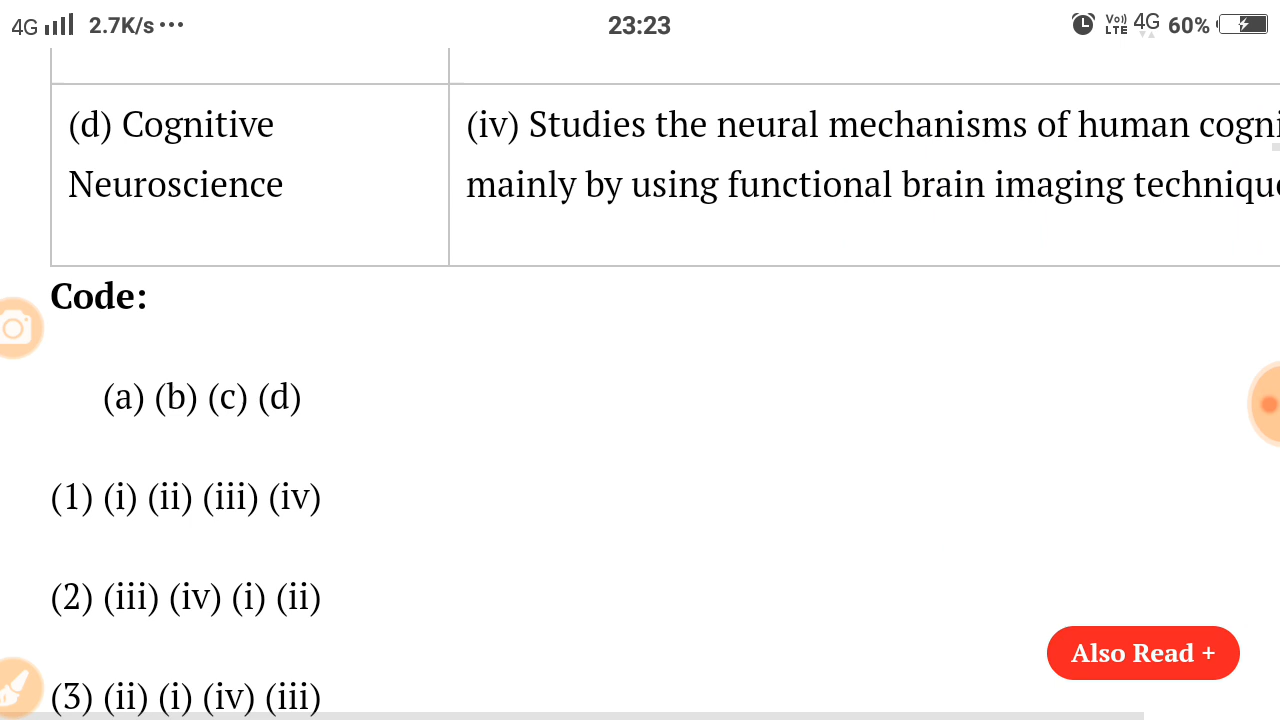 4G 2.7K/s ... 23:23 Vo)) LTE 4G 60%
(d) Cognitive Neuroscience
(iv) Studies the neural mechanisms of human cogni
mainly by using functional brain imaging technique
Code:
(a) (b) (c) (d)
(1) (i) (ii) (iii) (iv)
(2) (iii) (iv) (i) (ii)
Also Read +
(3) (ii) (i) (iv) (iii)